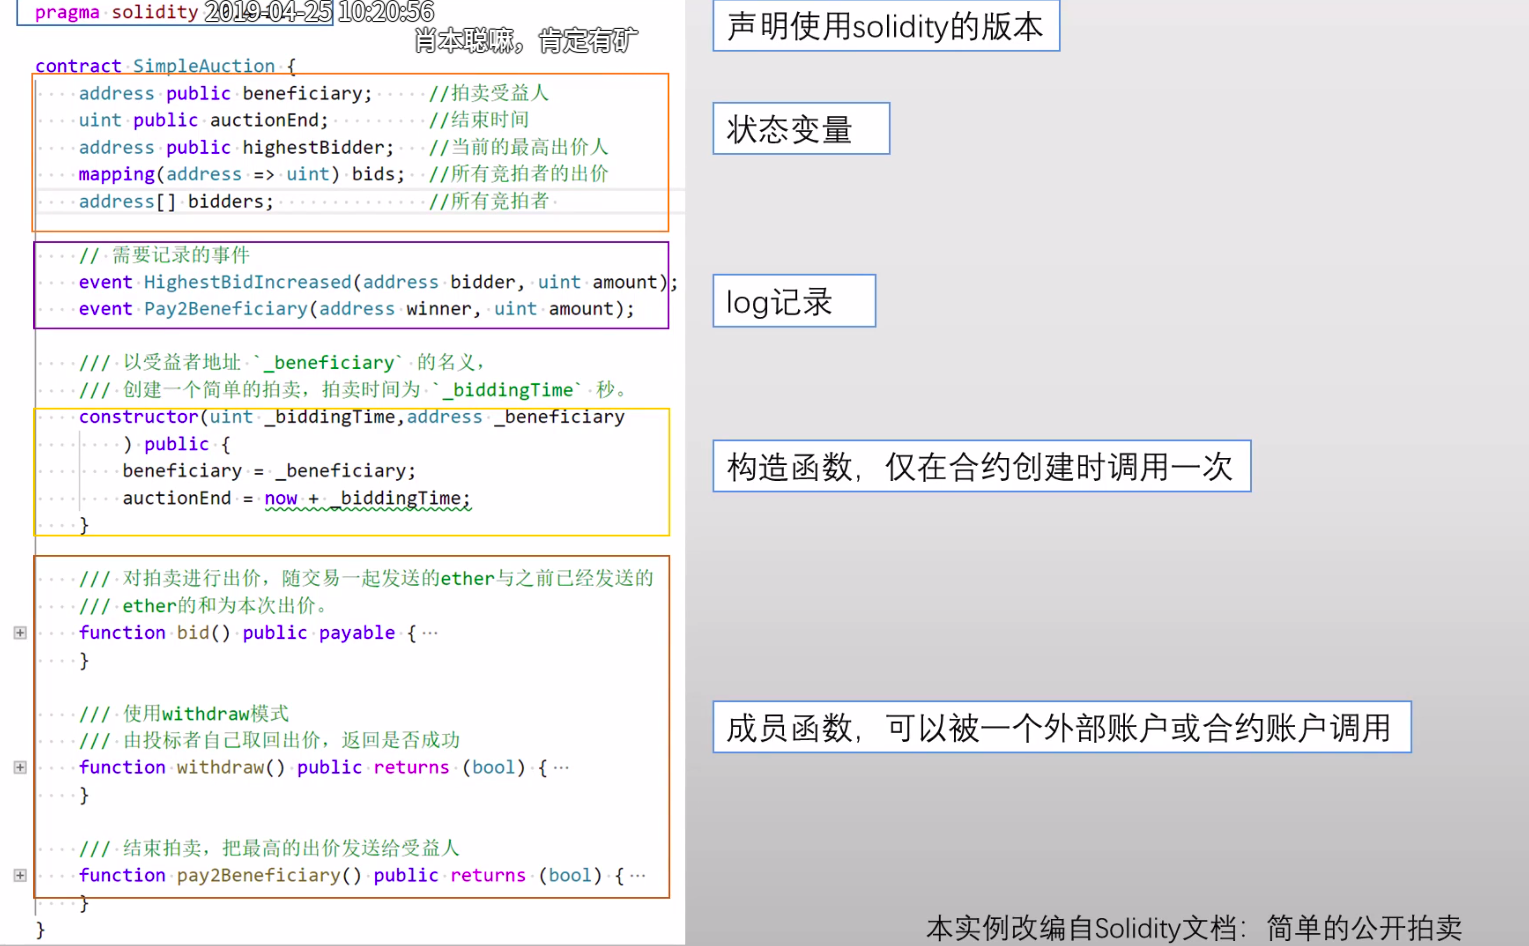 pragma solidity
2019-04-25 10:20:56
肖本聪嘛，肯定有矿
声明使用solidity的版本
contract SimpleAuction {
address public beneficiary; //拍卖受益人
uint public auctionEnd; //结束时间
address public highestBidder; //当前的最高出价人
mapping(address => uint) bids; //所有竞拍者的出价
address[] bidders; //所有竞拍者
状态变量
// 需要记录的事件
event HighestBidIncreased(address bidder, uint amount);
event Pay2Beneficiary(address winner, uint amount);
log记录
/// 以受益者地址 `_beneficiary` 的名义，
/// 创建一个简单的拍卖，拍卖时间为 `_biddingTime` 秒。
constructor(uint _biddingTime,address _beneficiary
) public {
beneficiary = _beneficiary;
auctionEnd = now + _biddingTime;
}
构造函数，仅在合约创建时调用一次
/// 对拍卖进行出价，随交易一起发送的ether与之前已经发送的
/// ether的和为本次出价。
function bid() public payable { ···
}
/// 使用withdraw模式
/// 由投标者自己取回出价，返回是否成功
function withdraw() public returns (bool) { ···
}
成员函数，可以被一个外部账户或合约账户调用
/// 结束拍卖，把最高的出价发送给受益人
function pay2Beneficiary() public returns (bool) { ···
}
}
本实例改编自Solidity文档：简单的公开拍卖